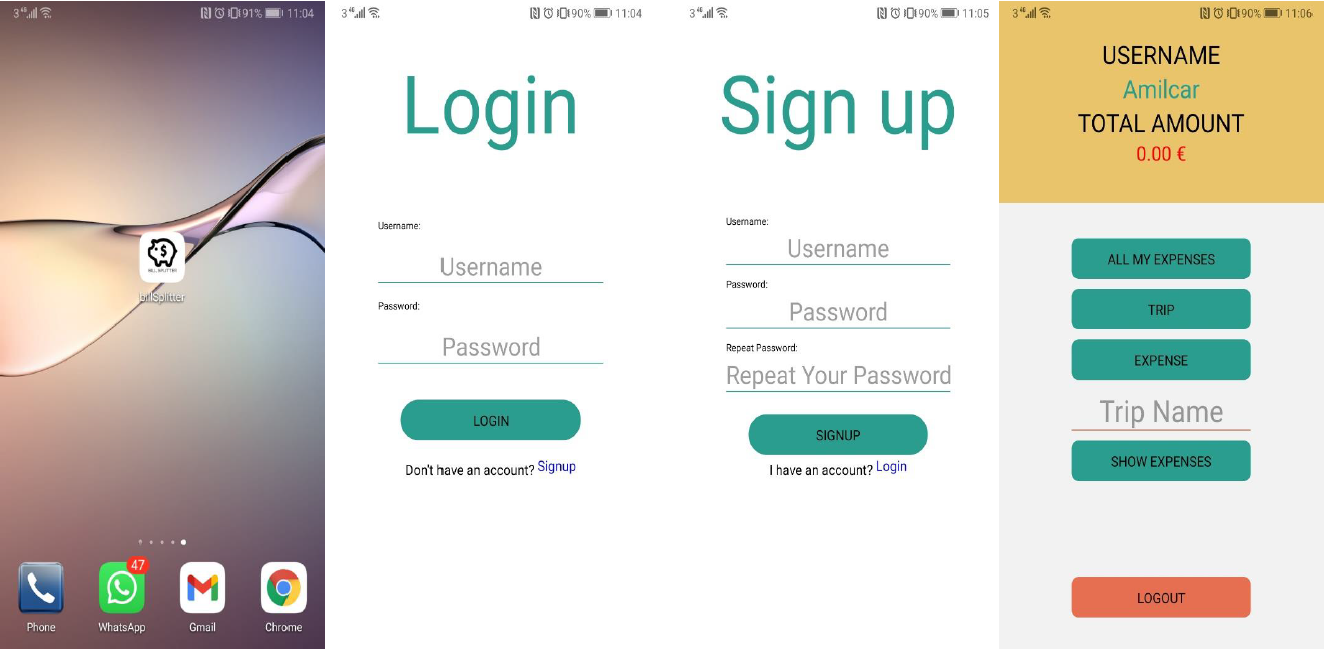 3 4G 91% 11:04
BILL SPLITTER
billSplitter
47
Phone WhatsApp Gmail Chrome
3 4G 90% 11:04
Login
Username:
Username
Password:
Password
LOGIN
Don't have an account? Signup
3 4G 90% 11:05
Sign up
Username:
Username
Password:
Password
Repeat Password:
Repeat Your Password
SIGNUP
I have an account? Login
3 4G 90% 11:06
USERNAME
Amilcar
TOTAL AMOUNT
0.00 €
ALL MY EXPENSES
TRIP
EXPENSE
Trip Name
SHOW EXPENSES
LOGOUT